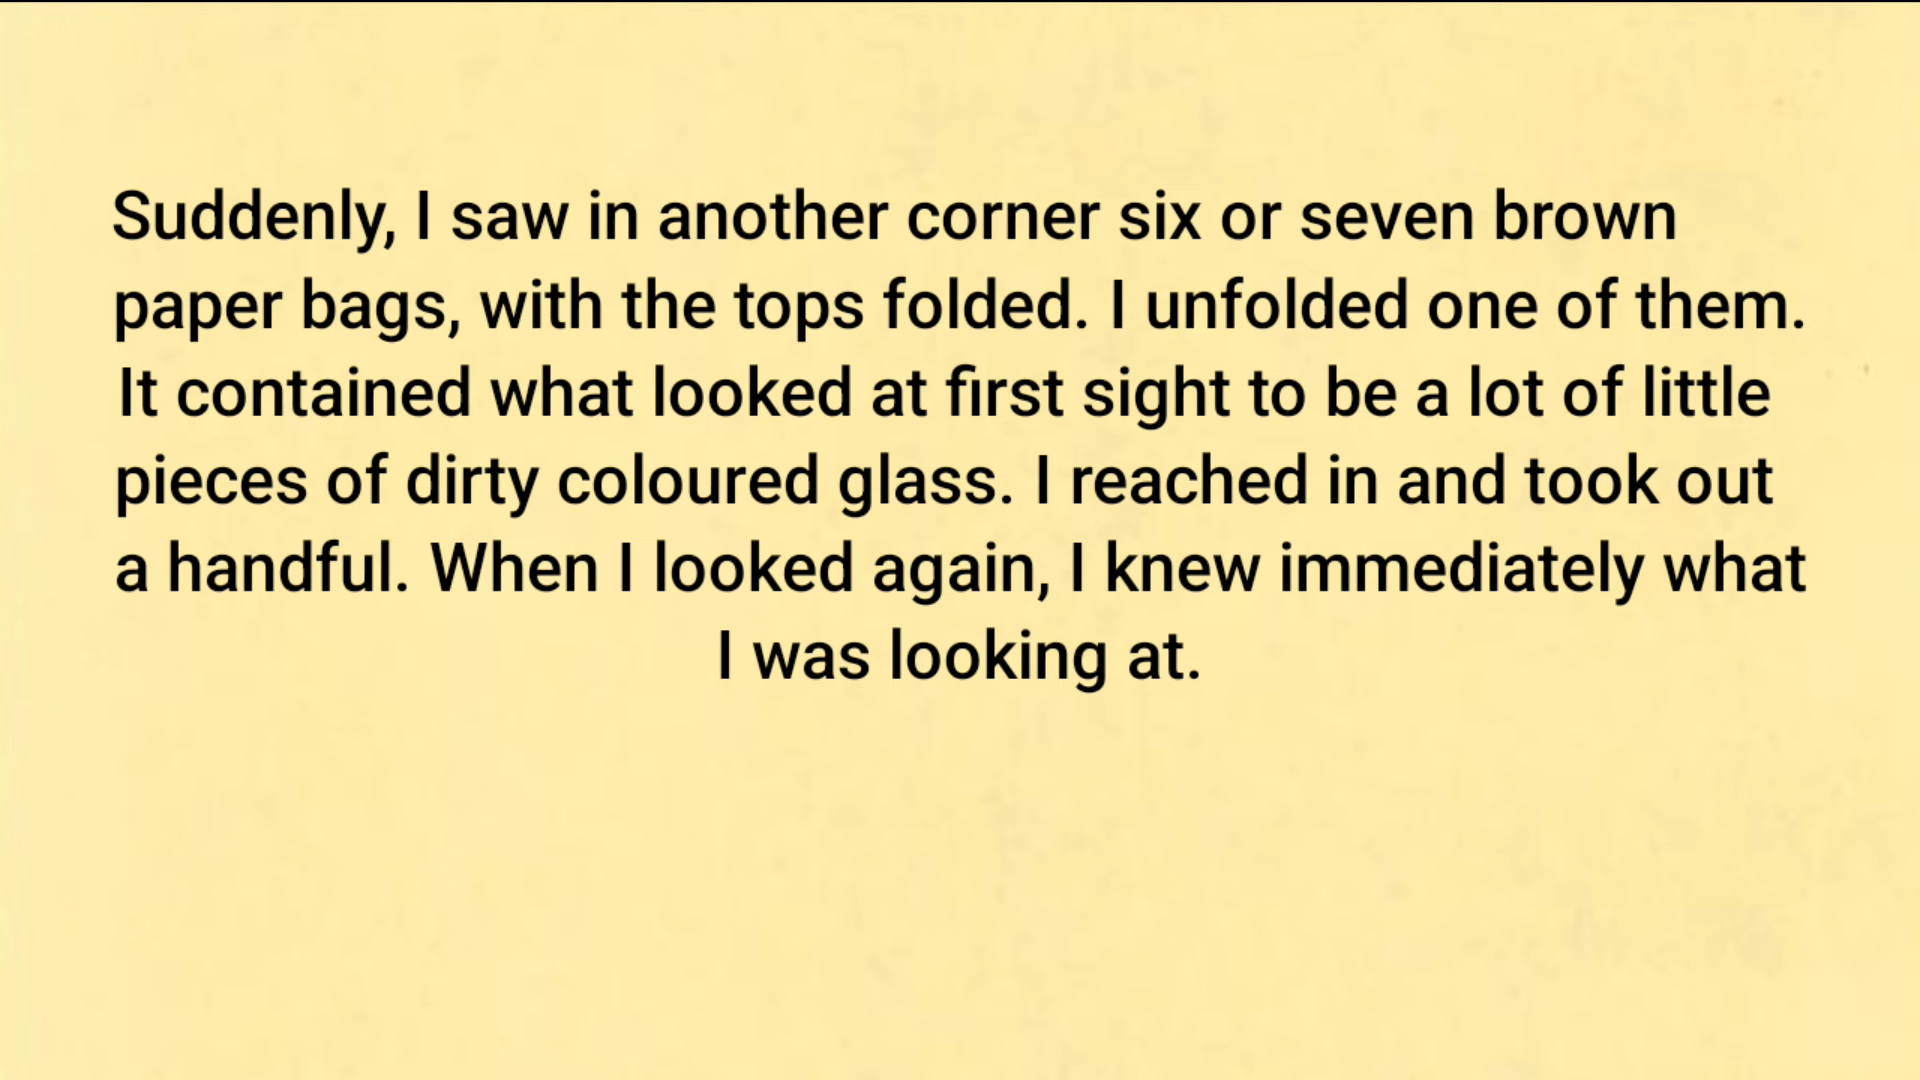 Suddenly, I saw in another corner six or seven brown
paper bags, with the tops folded. I unfolded one of them.
It contained what looked at first sight to be a lot of little
pieces of dirty coloured glass. I reached in and took out
a handful. When I looked again, I knew immediately what
I was looking at.